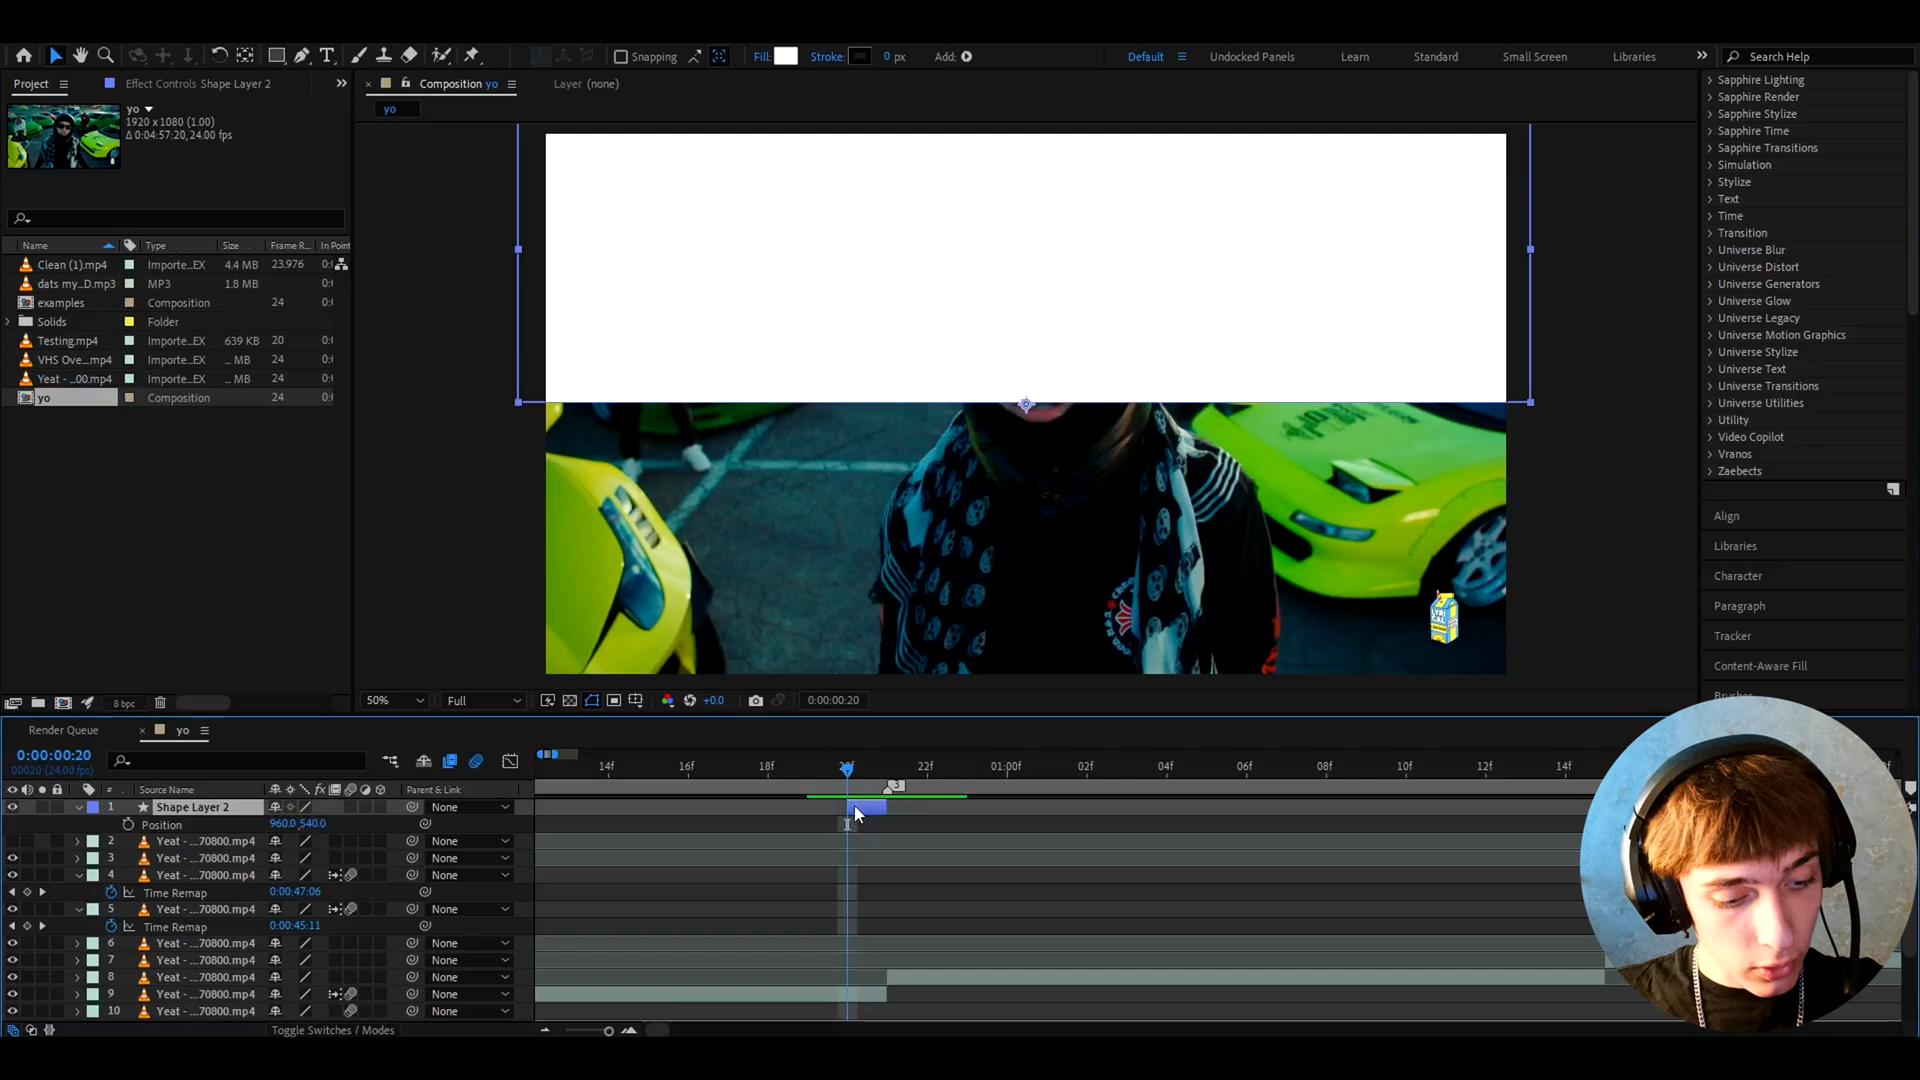 Snapping
Fill:
Stroke:
0 px
Add:
Default
Undocked Panels
Learn
Standard
Small Screen
Libraries
Search Help
Project
Effect Controls Shape Layer 2
Composition yo
Layer (none)
yo
yo
1920 x 1080 (1.00)
Δ 0:04:57:20, 24.00 fps
Name
Type
Size
Frame R...
In Point
Clean (1).mp4 Importe...EX 4.4 MB 23.976
dats my...D.mp3 MP3 1.8 MB
examples Composition 24
Solids Folder
Testing.mp4 Importe...EX 639 KB 20
VHS Ove...mp4 Importe...EX ... MB 24
Yeat - ...00.mp4 Importe...EX ... MB 24
yo Composition 24
8 bpc
LYRI
CAL
50%
Full
+0.0
0:00:00:20
Sapphire Lighting
Sapphire Render
Sapphire Stylize
Sapphire Time
Sapphire Transitions
Simulation
Stylize
Text
Time
Transition
Universe Blur
Universe Distort
Universe Generators
Universe Glow
Universe Legacy
Universe Motion Graphics
Universe Stylize
Universe Text
Universe Transitions
Universe Utilities
Utility
Video Copilot
Vranos
Zaebects
Align
Libraries
Character
Paragraph
Tracker
Content-Aware Fill
Render Queue
yo
0:00:00:20
00020 (24.00 fps)
14f 16f 18f 22f 01:00f 02f 04f 06f 08f 10f 12f 14f
3
# Source Name Parent & Link
1 Shape Layer 2 None
Position 960.0,540.0
2 Yeat - ...70800.mp4 None
3 Yeat - ...70800.mp4 None
4 Yeat - ...70800.mp4 None
Time Remap 0:00:47:06
5 Yeat - ...70800.mp4 None
Time Remap 0:00:45:11
6 Yeat - ...70800.mp4 None
7 Yeat - ...70800.mp4 None
8 Yeat - ...70800.mp4 None
9 Yeat - ...70800.mp4 None
10 Yeat - ...70800.mp4 None
Toggle Switches / Modes